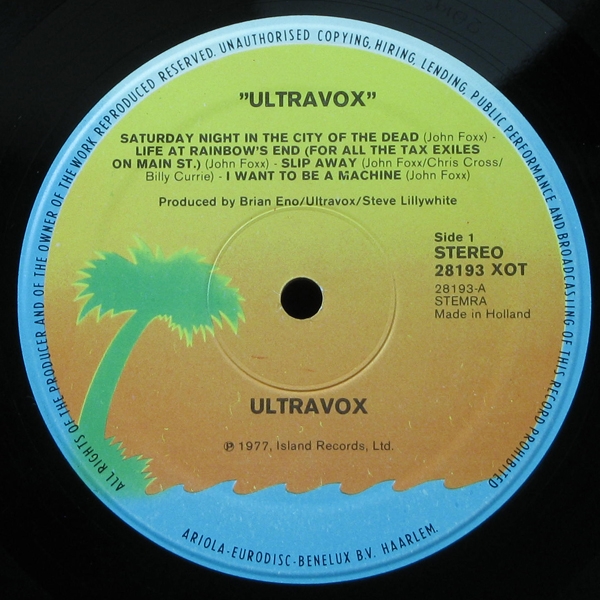 ALL RIGHTS OF THE PRODUCER AND OF THE OWNER OF THE WORK REPRODUCED RESERVED. UNAUTHORISED COPYING, HIRING, LENDING, PUBLIC PERFORMANCE AND BROADCASTING OF THIS RECORD PROHIBITED
"ULTRAVOX"
SATURDAY NIGHT IN THE CITY OF THE DEAD (John Foxx) -
LIFE AT RAINBOW'S END (FOR ALL THE TAX EXILES
ON MAIN ST.) (John Foxx) - SLIP AWAY (John Foxx/Chris Cross/
Billy Currie) - I WANT TO BE A MACHINE (John Foxx)
Produced by Brian Eno/Ultravox/Steve Lillywhite
Side 1
STEREO
28193 XOT
28193-A
STEMRA
Made in Holland
ULTRAVOX
℗ 1977, Island Records, Ltd.
ARIOLA-EURODISC-BENELUX B.V. HAARLEM.